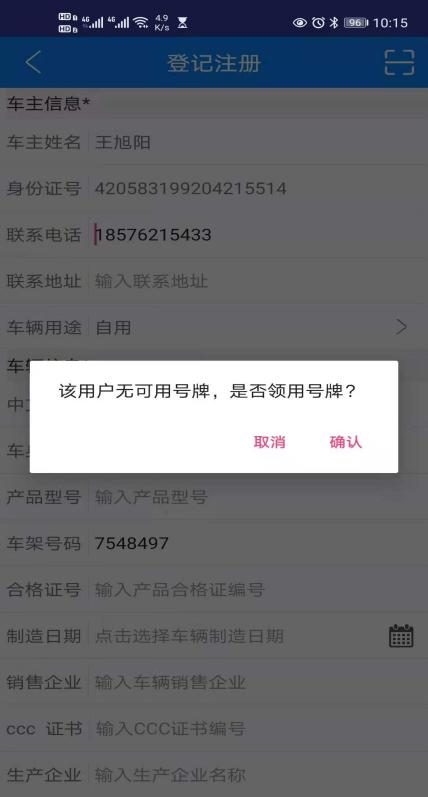 HD 1 4G 4G 4.9 96 10:15
HD 2 K/s
登记注册
车主信息*
车主姓名 王旭阳
身份证号 420583199204215514
联系电话 18576215433
联系地址 输入联系地址
车辆用途 自用
该用户无可用号牌，是否领用号牌？
取消 确认
产品型号 输入产品型号
车架号码 7548497
合格证号 输入产品合格证编号
制造日期 点击选择车辆制造日期
销售企业 输入车辆销售企业
ccc 证书 输入CCC证书编号
生产企业 输入生产企业名称